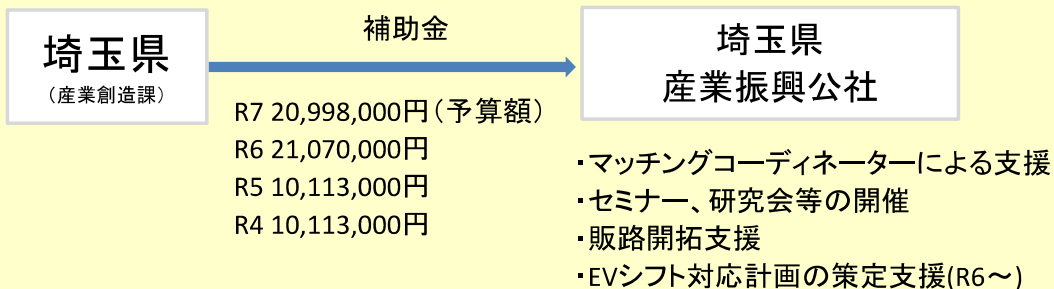 埼玉県
（産業創造課）
補助金
R7 20,998,000円（予算額）
R6 21,070,000円
R5 10,113,000円
R4 10,113,000円
埼玉県
産業振興公社
・マッチングコーディネーターによる支援
・セミナー、研究会等の開催
・販路開拓支援
・EVシフト対応計画の策定支援(R6～)